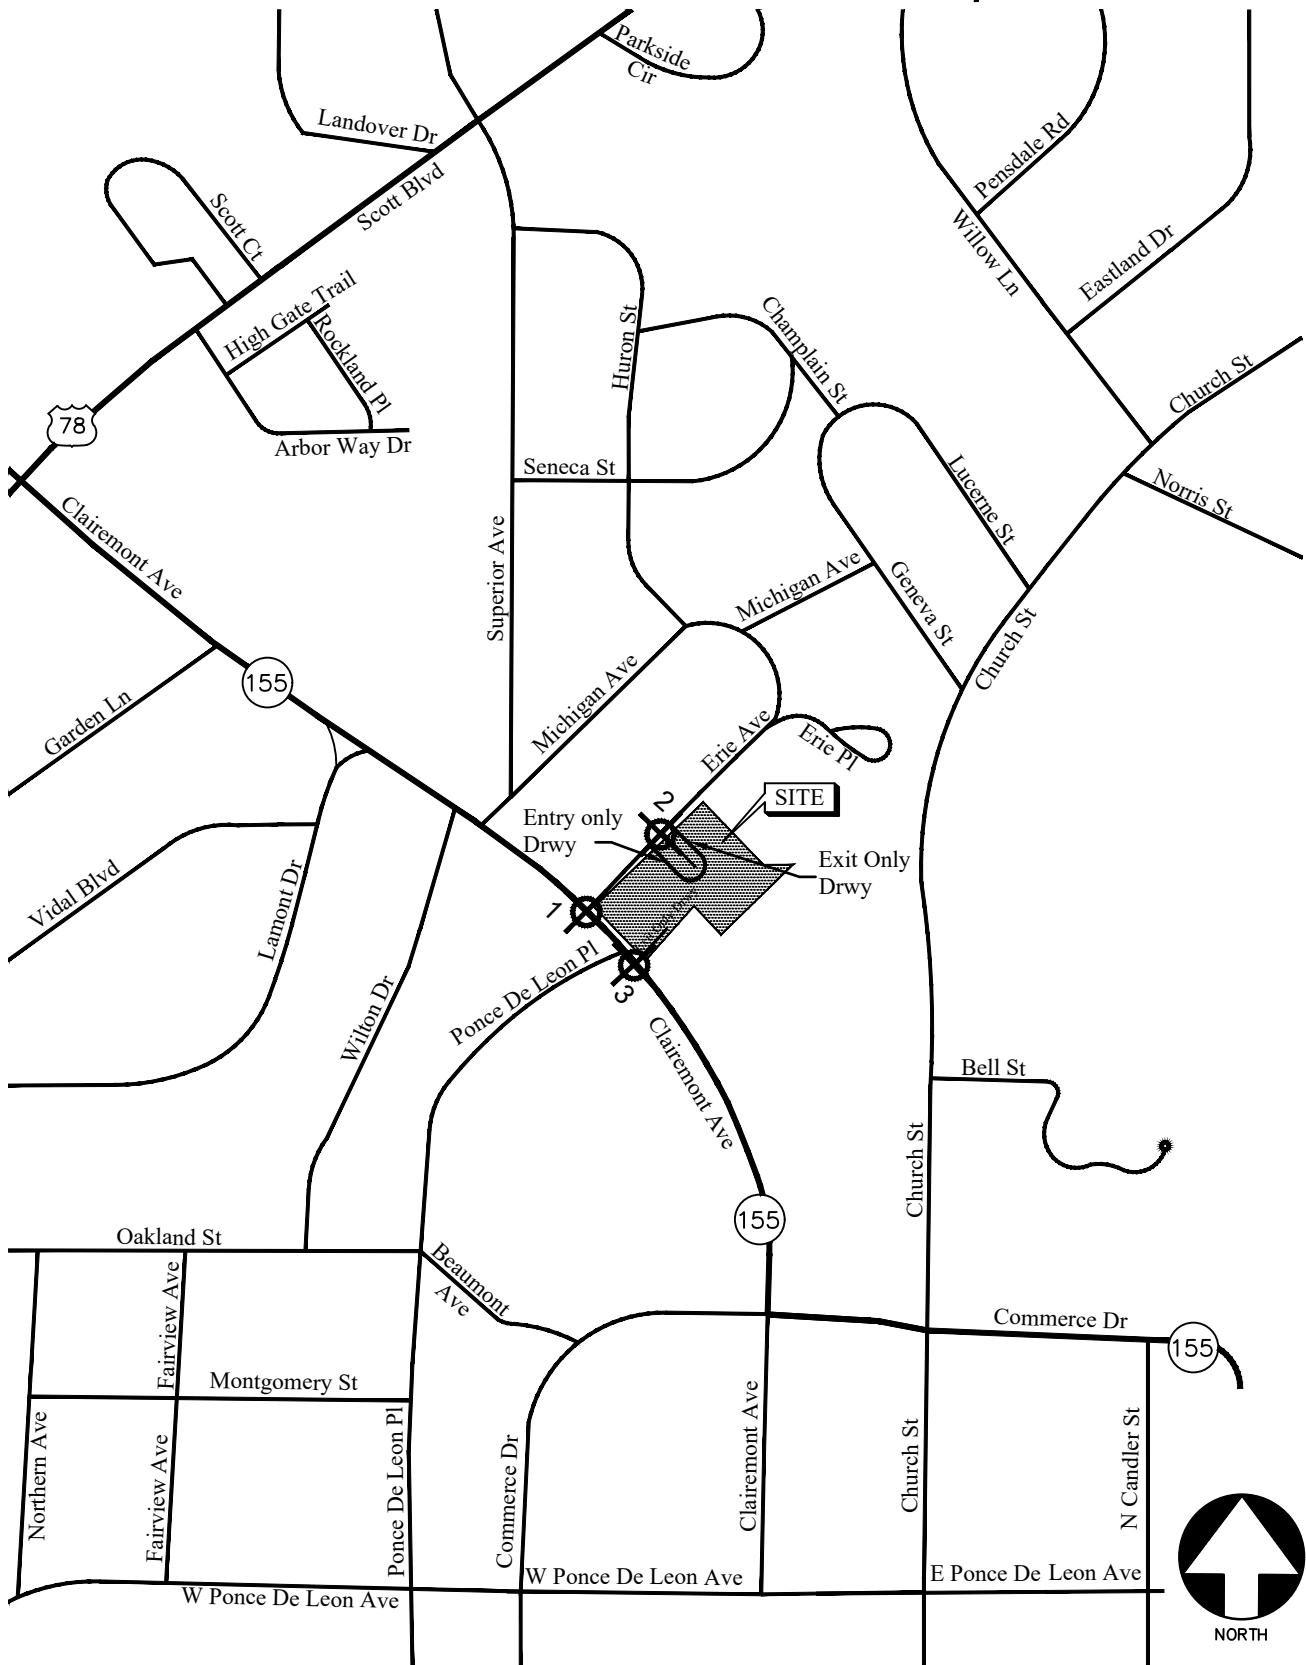 Parkside
Cir
Landover Dr
Pensdale Rd
Scott Blvd
Scott Ct
Willow Ln
Eastland Dr
High Gate Trail
Rockland Pl
Huron St
Champlain St
Church St
78
Arbor Way Dr
Seneca St
Lucerne St
Norris St
Clairemont Ave
Superior Ave
Michigan Ave
Geneva St
Church St
155
Garden Ln
Michigan Ave
Erie Ave
Erie Pl
SITE
2
Entry only
Drwy
Exit Only
Drwy
Vidal Blvd
Lamont Dr
1
Ponce De Leon Pl
3
Wilton Dr
Clairemont Ave
Bell St
Church St
155
Oakland St
Beaumont
Ave
Fairview Ave
Commerce Dr
155
Montgomery St
Northern Ave
Fairview Ave
Ponce De Leon Pl
Commerce Dr
Clairemont Ave
Church St
N Candler St
W Ponce De Leon Ave
W Ponce De Leon Ave
E Ponce De Leon Ave
NORTH